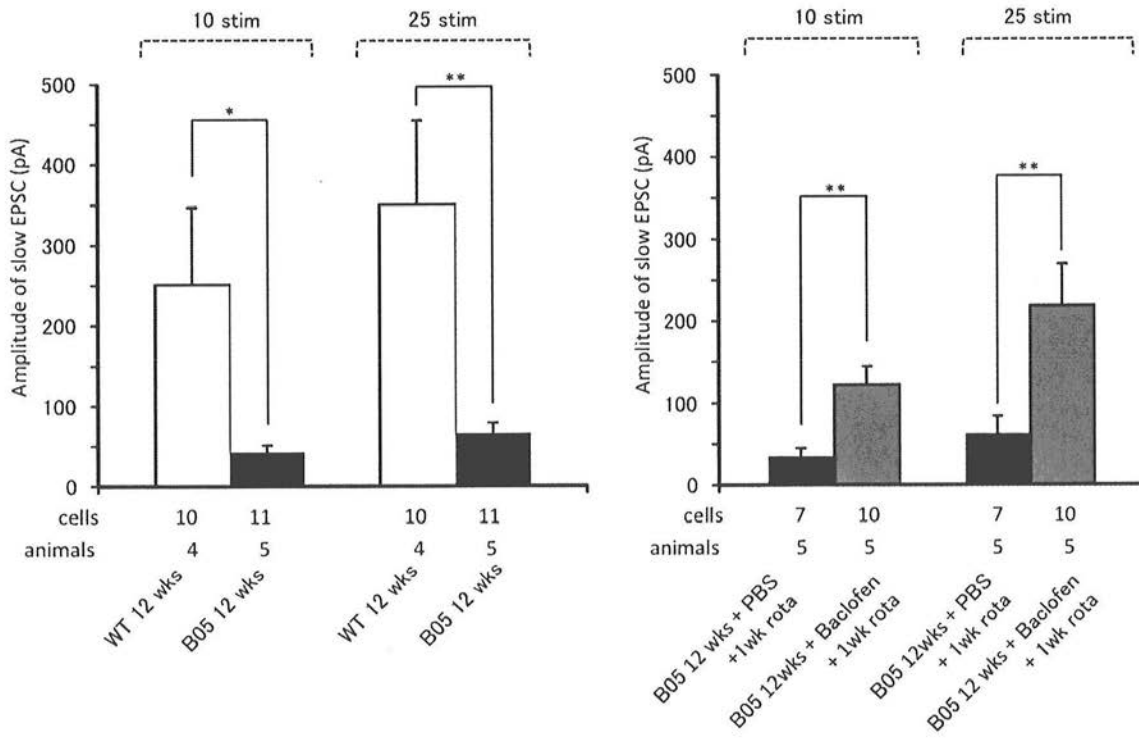 10 stim
25 stim
Amplitude of slow EPSC (pA)
500
400
300
200
100
0
*
**
cells 10 11 10 11
animals 4 5 4 5
WT 12 wks
B05 12 wks
WT 12 wks
B05 12 wks
10 stim
25 stim
Amplitude of slow EPSC (pA)
500
400
300
200
100
0
**
**
cells 7 10 7 10
animals 5 5 5 5
B05 12 wks + PBS
+1wk rota
B05 12wks + Baclofen
+ 1wk rota
B05 12wks + PBS
+ 1wk rota
B05 12 wks + Baclofen
+ 1wk rota